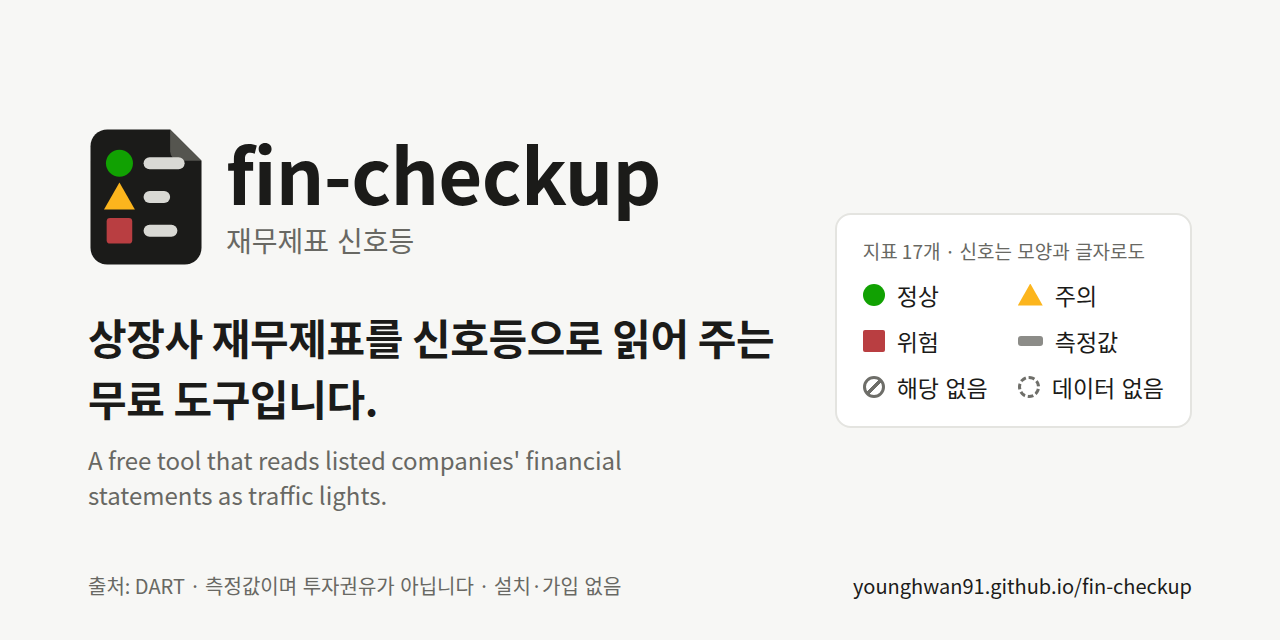 fin-checkup
재무제표 신호등
상장사 재무제표를 신호등으로 읽어 주는
무료 도구입니다.
A free tool that reads listed companies' financial
statements as traffic lights.
지표 17개 · 신호는 모양과 글자로도
정상
주의
위험
측정값
해당 없음
데이터 없음
출처: DART · 측정값이며 투자권유가 아닙니다 · 설치·가입 없음
younghwan91.github.io/fin-checkup